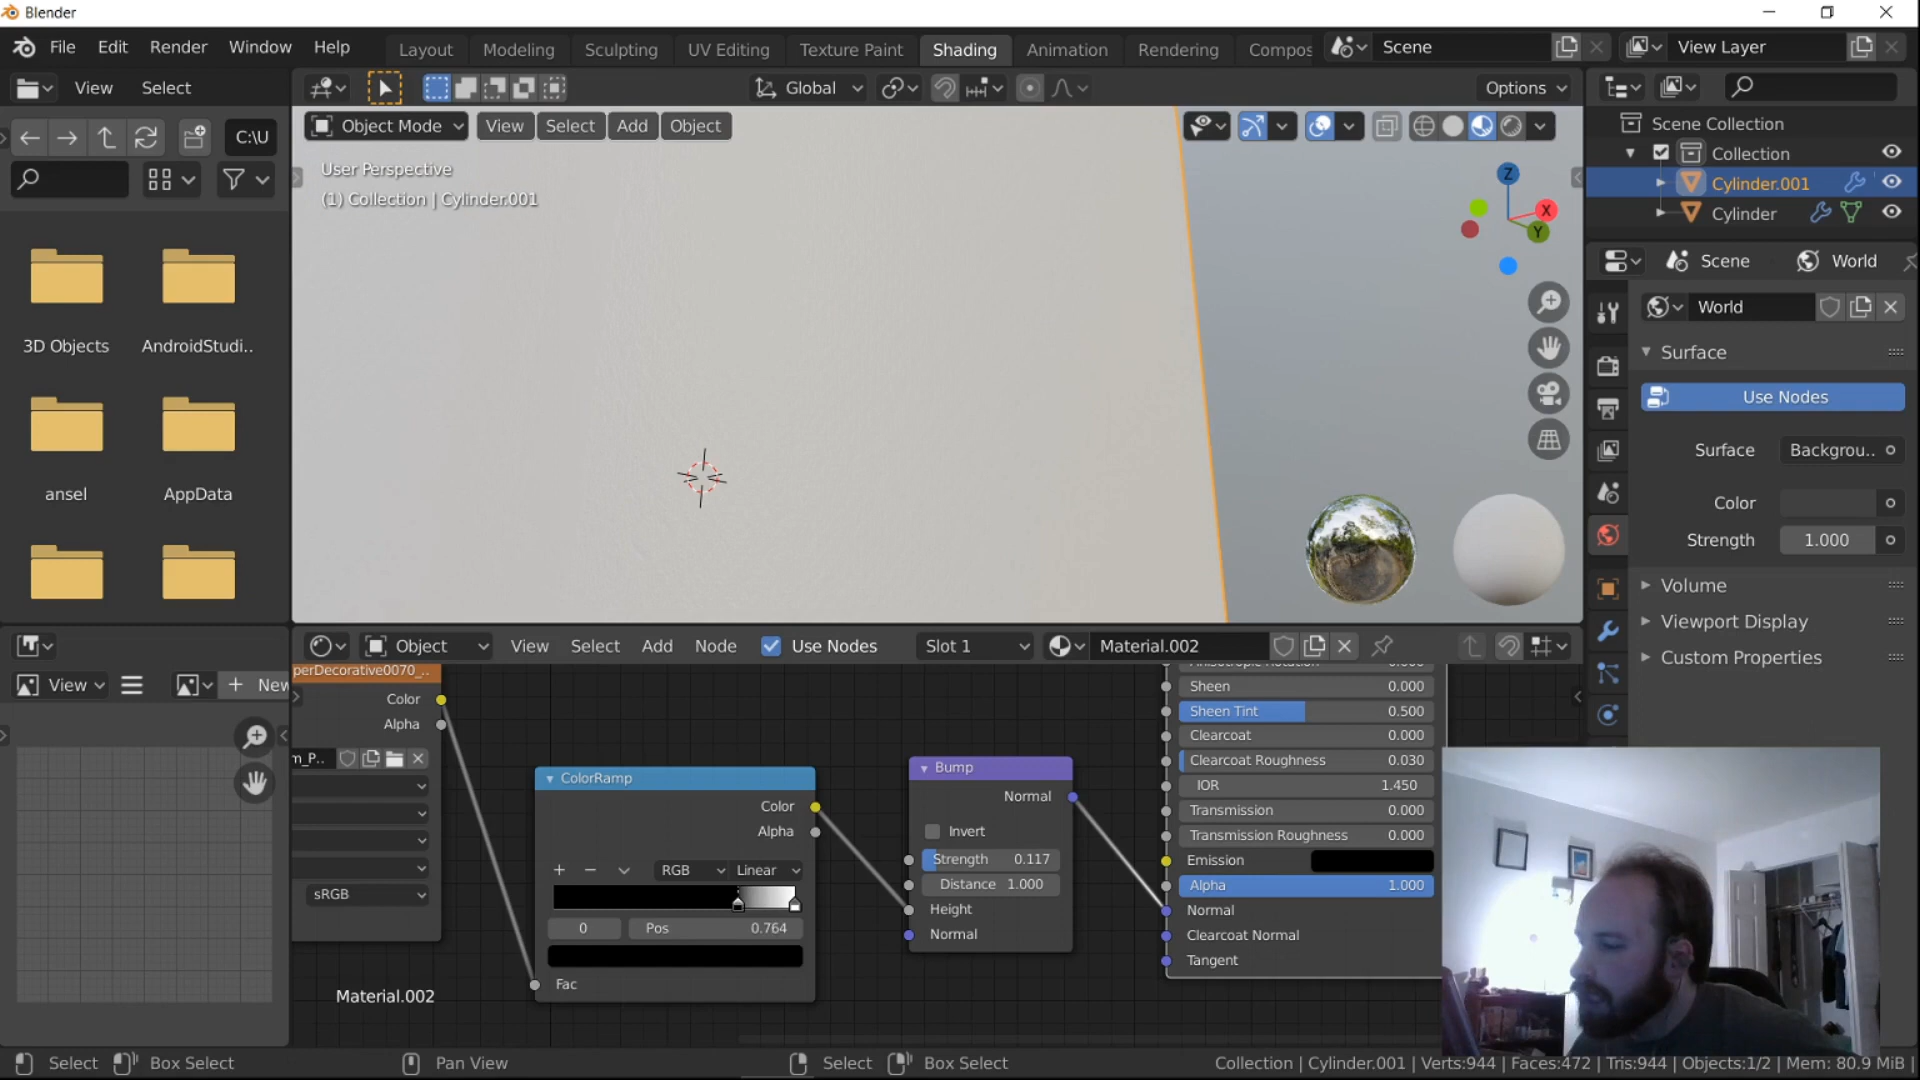 Blender
File Edit Render Window Help Layout Modeling Sculpting UV Editing Texture Paint Shading Animation Rendering Compos Scene View Layer
View Select Global Options
C:\U Object Mode View Select Add Object
User Perspective
(1) Collection | Cylinder.001
Z
X
Y
Scene Collection
Collection
Cylinder.001
Cylinder
Scene World
World
Surface
Use Nodes
Surface Backgrou..
Color
Strength 1.000
Volume
Viewport Display
Custom Properties
3D Objects AndroidStudi..
ansel AppData
Object View Select Add Node Use Nodes Slot 1 Material.002
View New
perDecorative0070_..
Color
Alpha
m_P..
sRGB
Material.002
ColorRamp
Color
Alpha
RGB Linear
0 Pos 0.764
Fac
Bump
Normal
Invert
Strength 0.117
Distance 1.000
Height
Normal
Sheen 0.000
Sheen Tint 0.500
Clearcoat 0.000
Clearcoat Roughness 0.030
IOR 1.450
Transmission 0.000
Transmission Roughness 0.000
Emission
Alpha 1.000
Normal
Clearcoat Normal
Tangent
Select Box Select Pan View Select Box Select Collection | Cylinder.001 | Verts:944 | Faces:472 | Tris:944 | Objects:1/2 | Mem: 80.9 MiB |